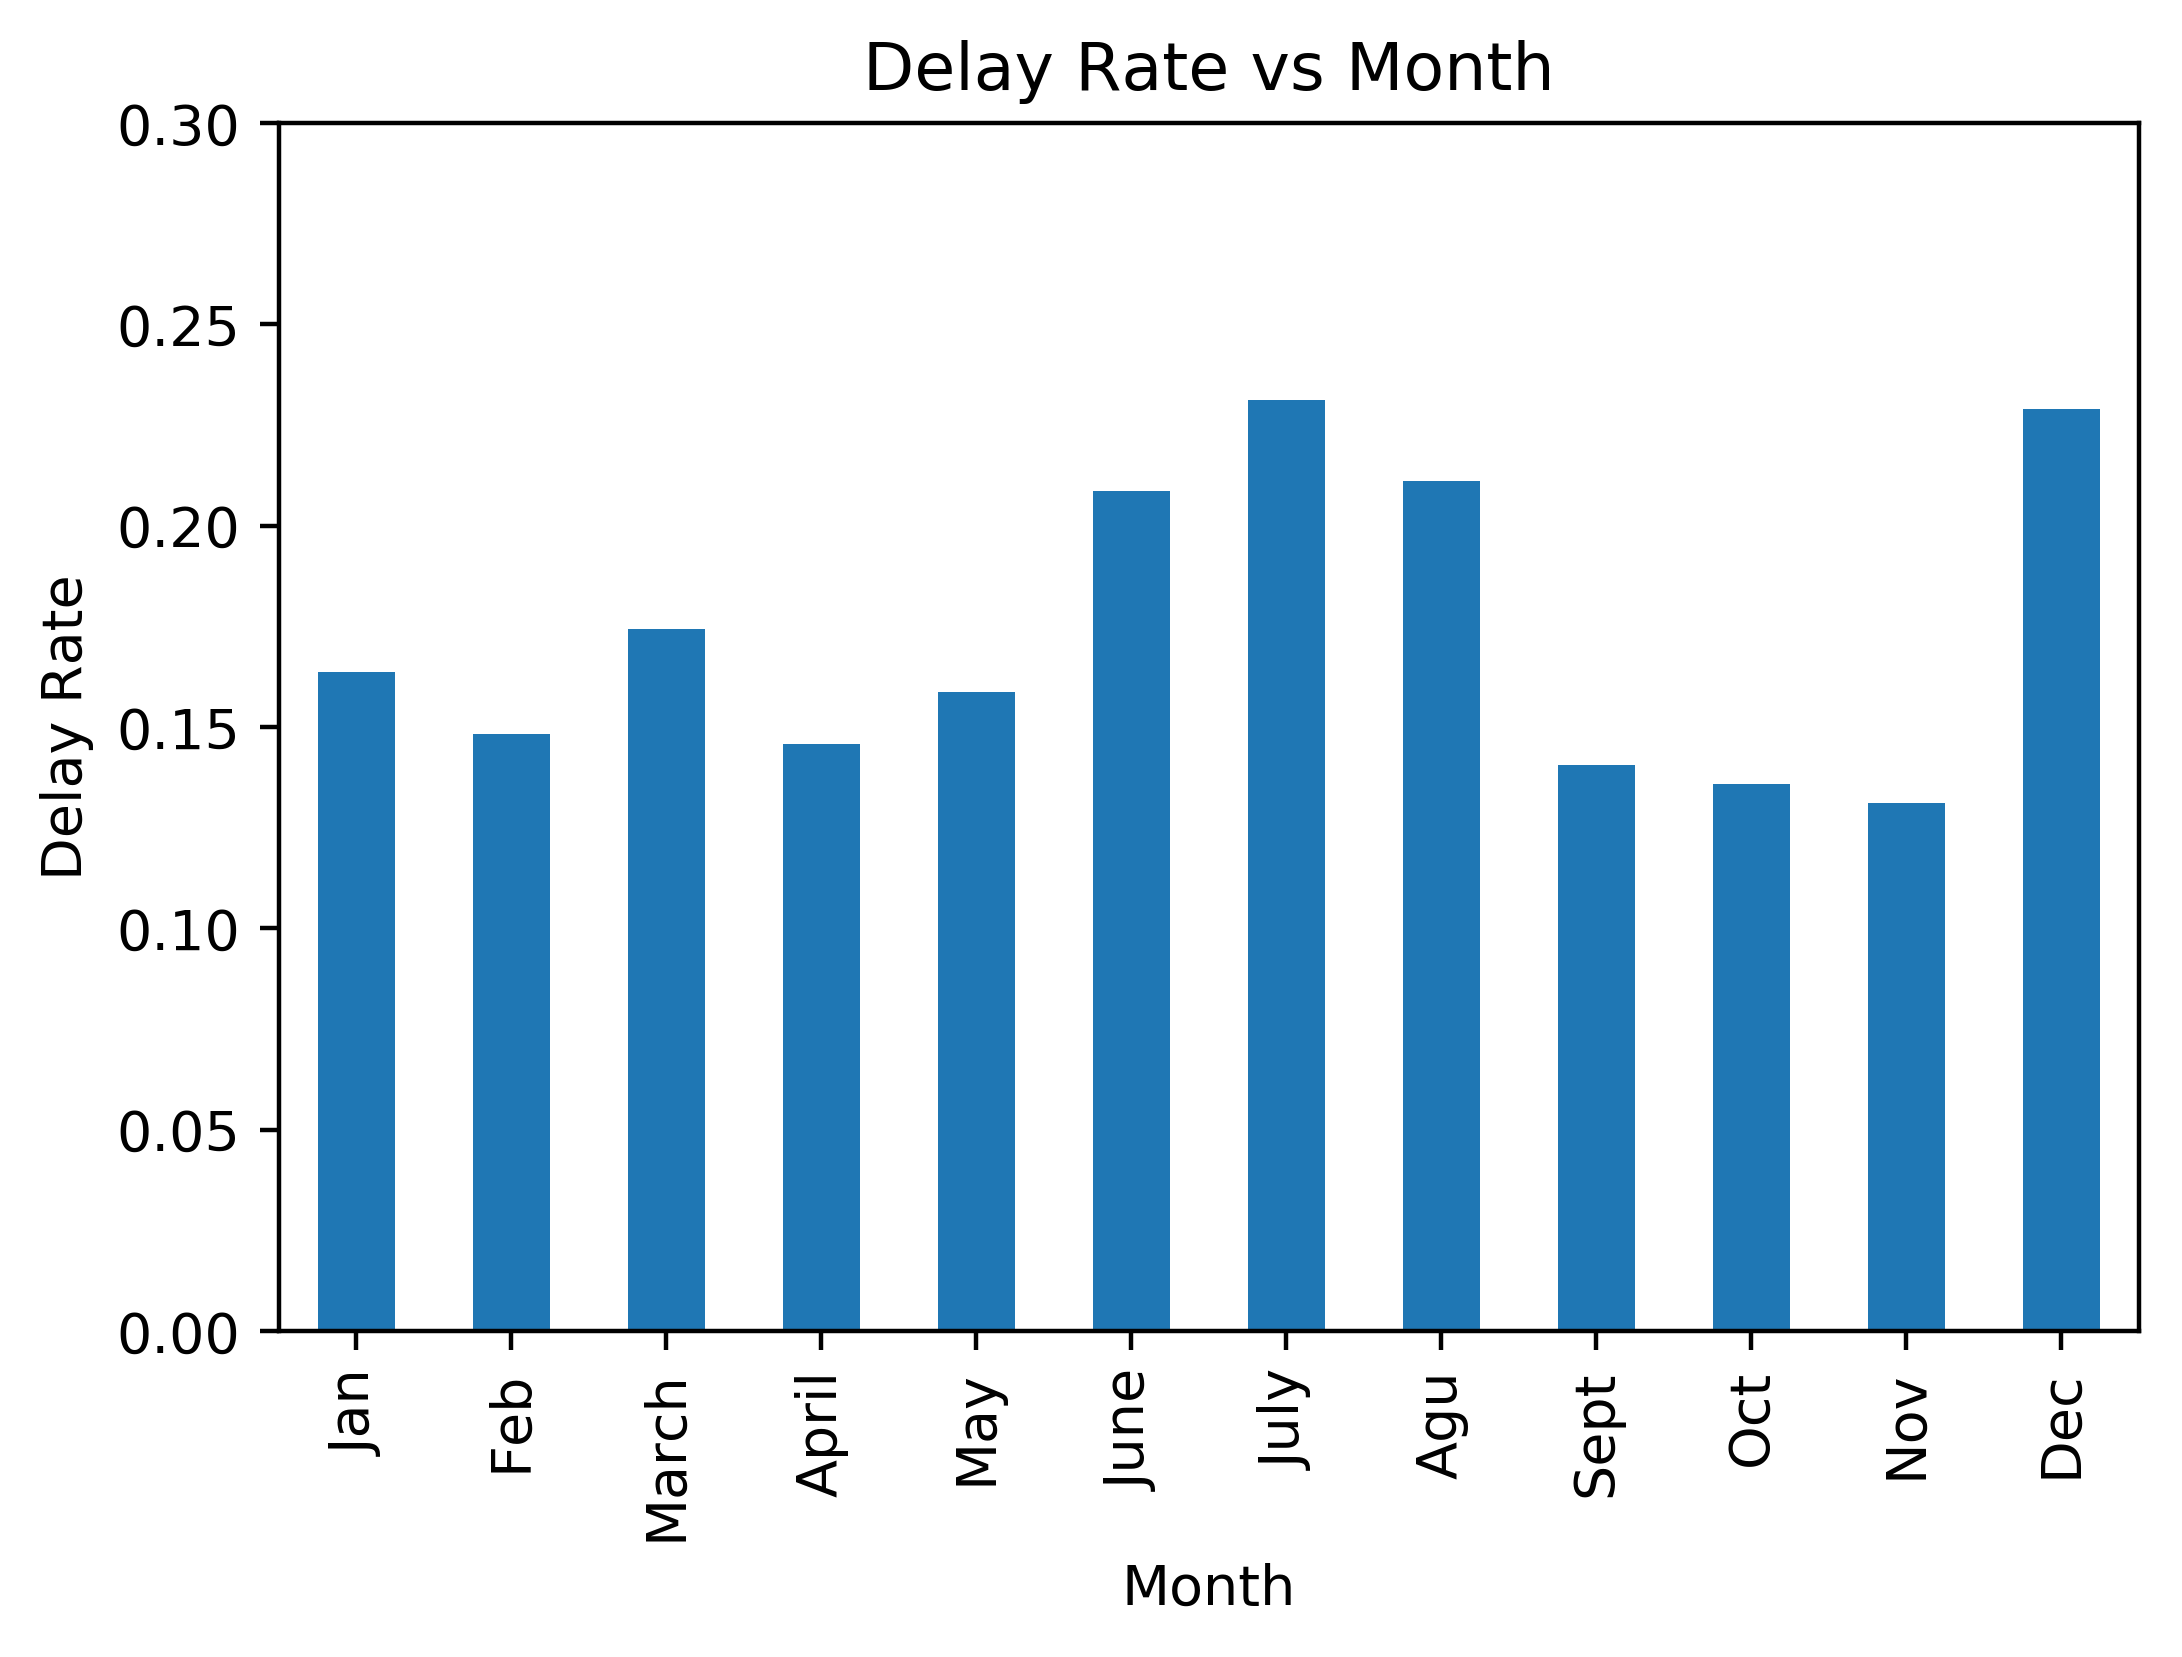 Delay Rate vs Month
0.30
0.25
0.20
0.15
0.10
0.05
0.00
Delay Rate
Jan
Feb
March
April
May
June
July
Agu
Sept
Oct
Nov
Dec
Month